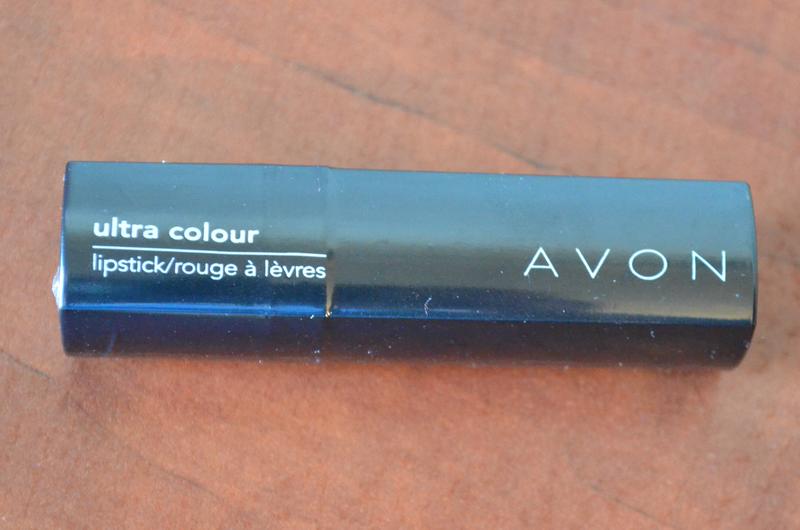 ultra colour
lipstick/rouge à lèvres
AVON